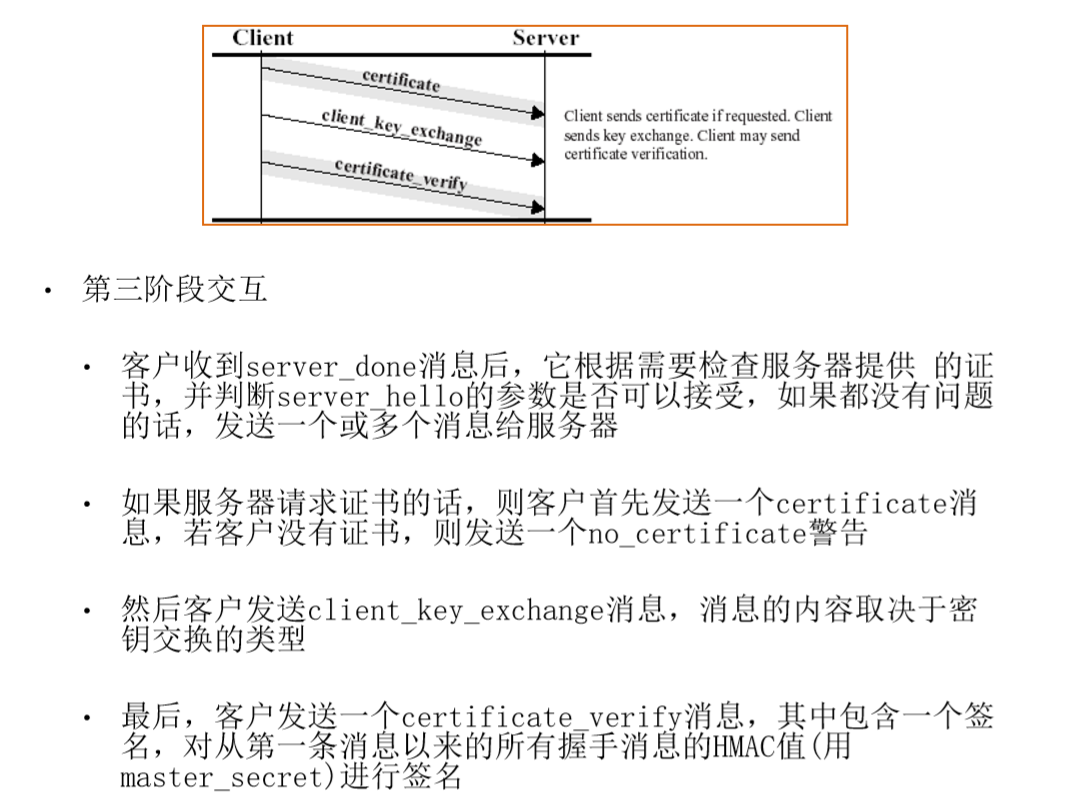 Client Server
certificate
client_key_exchange
certificate_verify
Client sends certificate if requested. Client
sends key exchange. Client may send
certificate verification.
• 第三阶段交互
• 客户收到server_done消息后，它根据需要检查服务器提供 的证
书，并判断server_hello的参数是否可以接受，如果都没有问题
的话，发送一个或多个消息给服务器
• 如果服务器请求证书的话，则客户首先发送一个certificate消
息，若客户没有证书，则发送一个no_certificate警告
• 然后客户发送client_key_exchange消息，消息的内容取决于密
钥交换的类型
• 最后，客户发送一个certificate_verify消息，其中包含一个签
名，对从第一条消息以来的所有握手消息的HMAC值(用
master_secret)进行签名